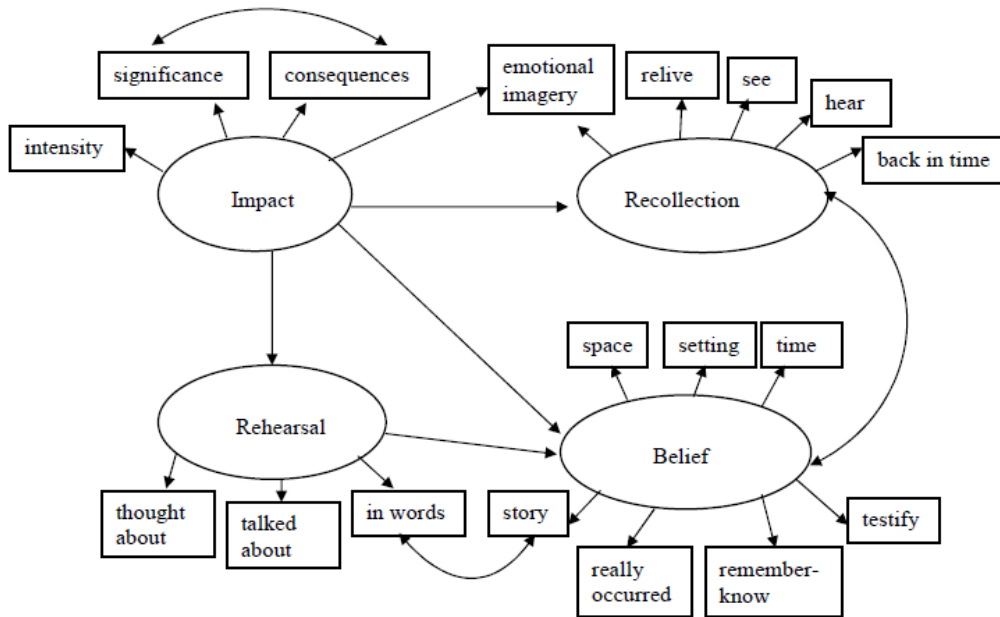 significance
consequences
emotional
imagery
relive
see
hear
intensity
back in time
Impact
Recollection
space
setting
time
Rehearsal
Belief
thought
about
talked
about
in words
story
testify
really
occurred
remember-
know